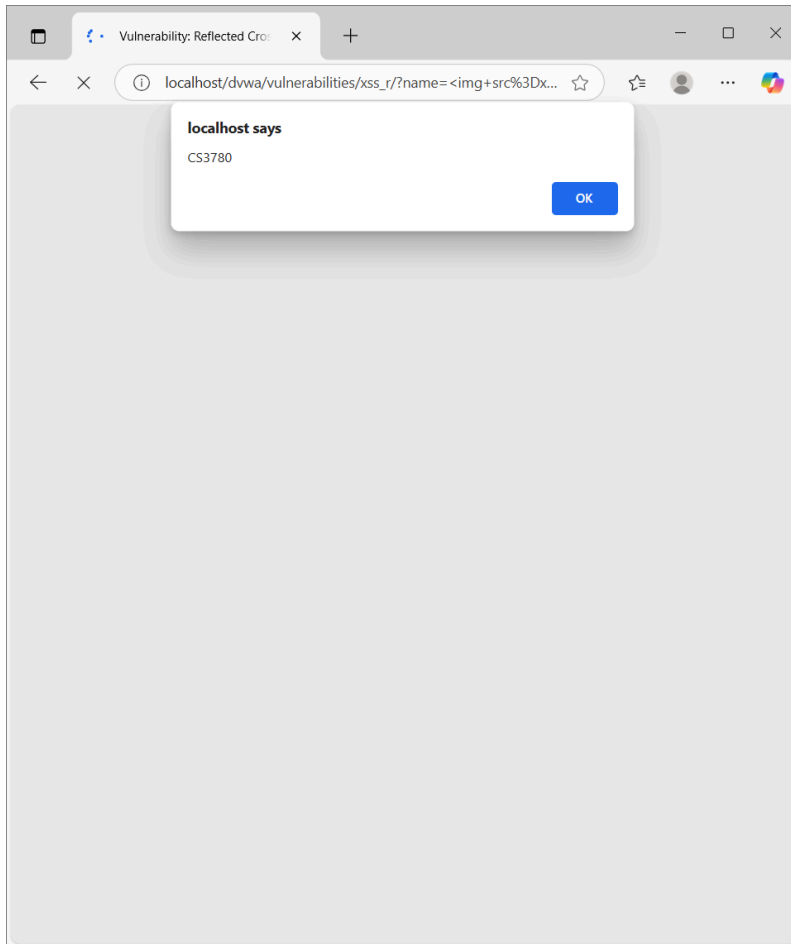 Vulnerability: Reflected Cros
localhost/dvwa/vulnerabilities/xss_r/?name=<img+src%3Dx...
localhost says
CS3780
OK